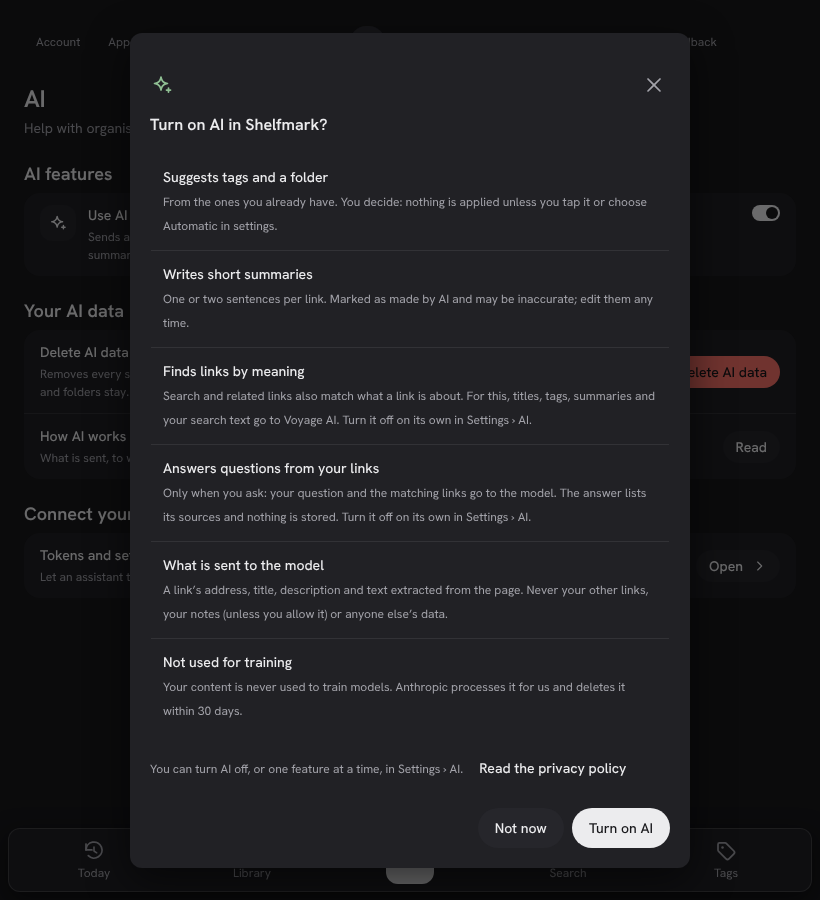 Account
App
back
AI
Help with organis
AI features
Use AI
Sends a
summar
Your AI data
Delete AI data
Removes every s
and folders stay.
elete AI data
How AI works
What is sent, to w
Read
Connect your
Tokens and se
Let an assistant t
Open
Turn on AI in Shelfmark?
Suggests tags and a folder
From the ones you already have. You decide: nothing is applied unless you tap it or choose
Automatic in settings.
Writes short summaries
One or two sentences per link. Marked as made by AI and may be inaccurate; edit them any
time.
Finds links by meaning
Search and related links also match what a link is about. For this, titles, tags, summaries and
your search text go to Voyage AI. Turn it off on its own in Settings › AI.
Answers questions from your links
Only when you ask: your question and the matching links go to the model. The answer lists
its sources and nothing is stored. Turn it off on its own in Settings › AI.
What is sent to the model
A link’s address, title, description and text extracted from the page. Never your other links,
your notes (unless you allow it) or anyone else’s data.
Not used for training
Your content is never used to train models. Anthropic processes it for us and deletes it
within 30 days.
You can turn AI off, or one feature at a time, in Settings › AI. Read the privacy policy
Not now Turn on AI
Today Library Search Tags